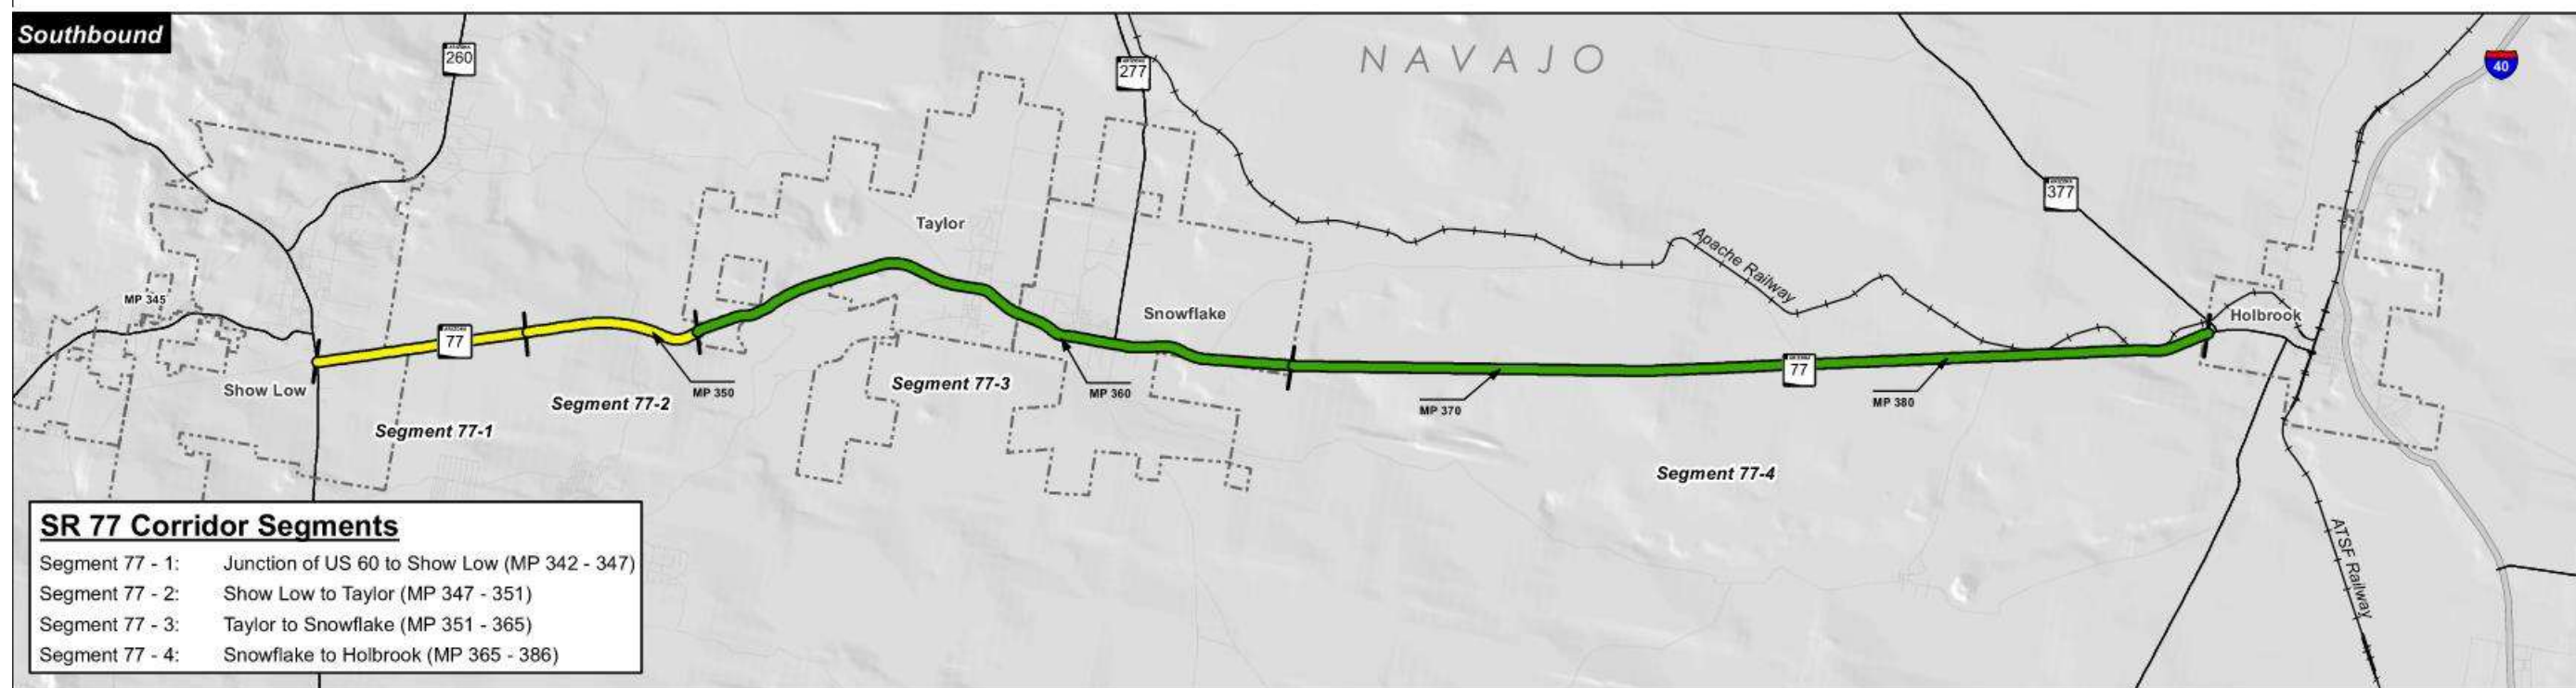 Southbound
260
277
NAVAJO
40
377
Taylor
Apache Railway
MP 345
Snowflake
Holbrook
77
Show Low
Segment 77-1
Segment 77-2
MP 350
Segment 77-3
MP 360
MP 370
77
MP 380
Segment 77-4
ATSF Railway
SR 77 Corridor Segments
Segment 77 - 1: Junction of US 60 to Show Low (MP 342 - 347)
Segment 77 - 2: Show Low to Taylor (MP 347 - 351)
Segment 77 - 3: Taylor to Snowflake (MP 351 - 365)
Segment 77 - 4: Snowflake to Holbrook (MP 365 - 386)